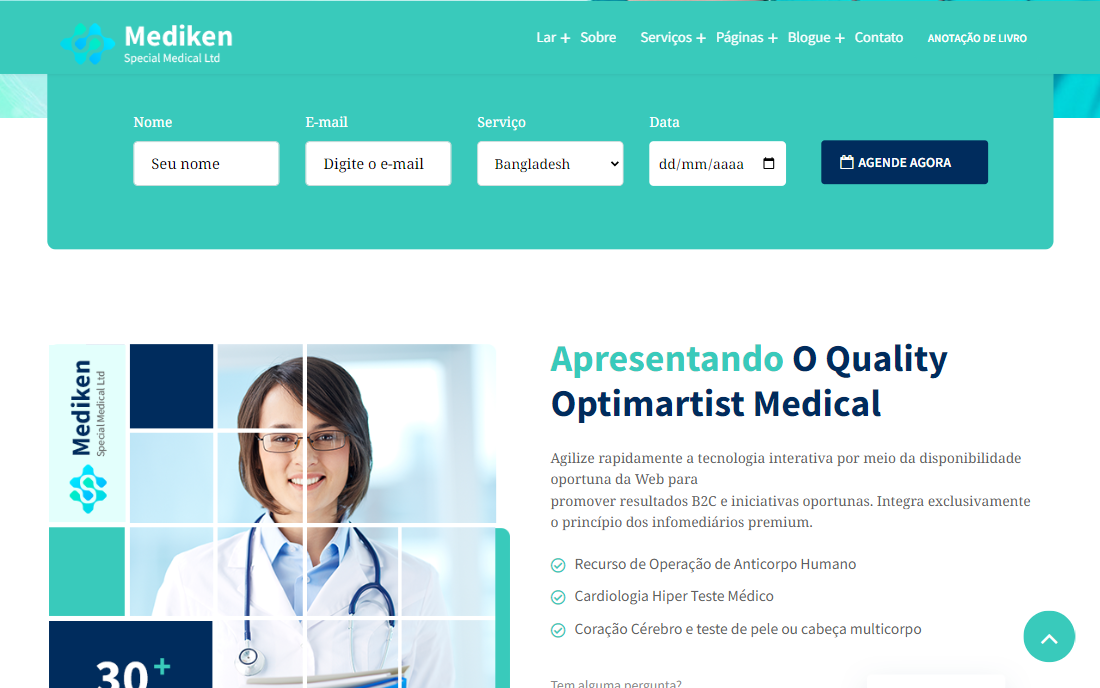 Mediken
Special Medical Ltd
Lar + Sobre Serviços + Páginas + Blogue + Contato ANOTAÇÃO DE LIVRO
Nome E-mail Serviço Data
Seu nome Digite o e-mail Bangladesh dd/mm/aaaa AGENDE AGORA
Mediken
Special Medical Ltd
30+
Apresentando O Quality
Optimartist Medical
Agilize rapidamente a tecnologia interativa por meio da disponibilidade
oportuna da Web para
promover resultados B2C e iniciativas oportunas. Integra exclusivamente
o princípio dos infomediários premium.
Recurso de Operação de Anticorpo Humano
Cardiologia Hiper Teste Médico
Coração Cérebro e teste de pele ou cabeça multicorpo
Tem alguma pergunta?